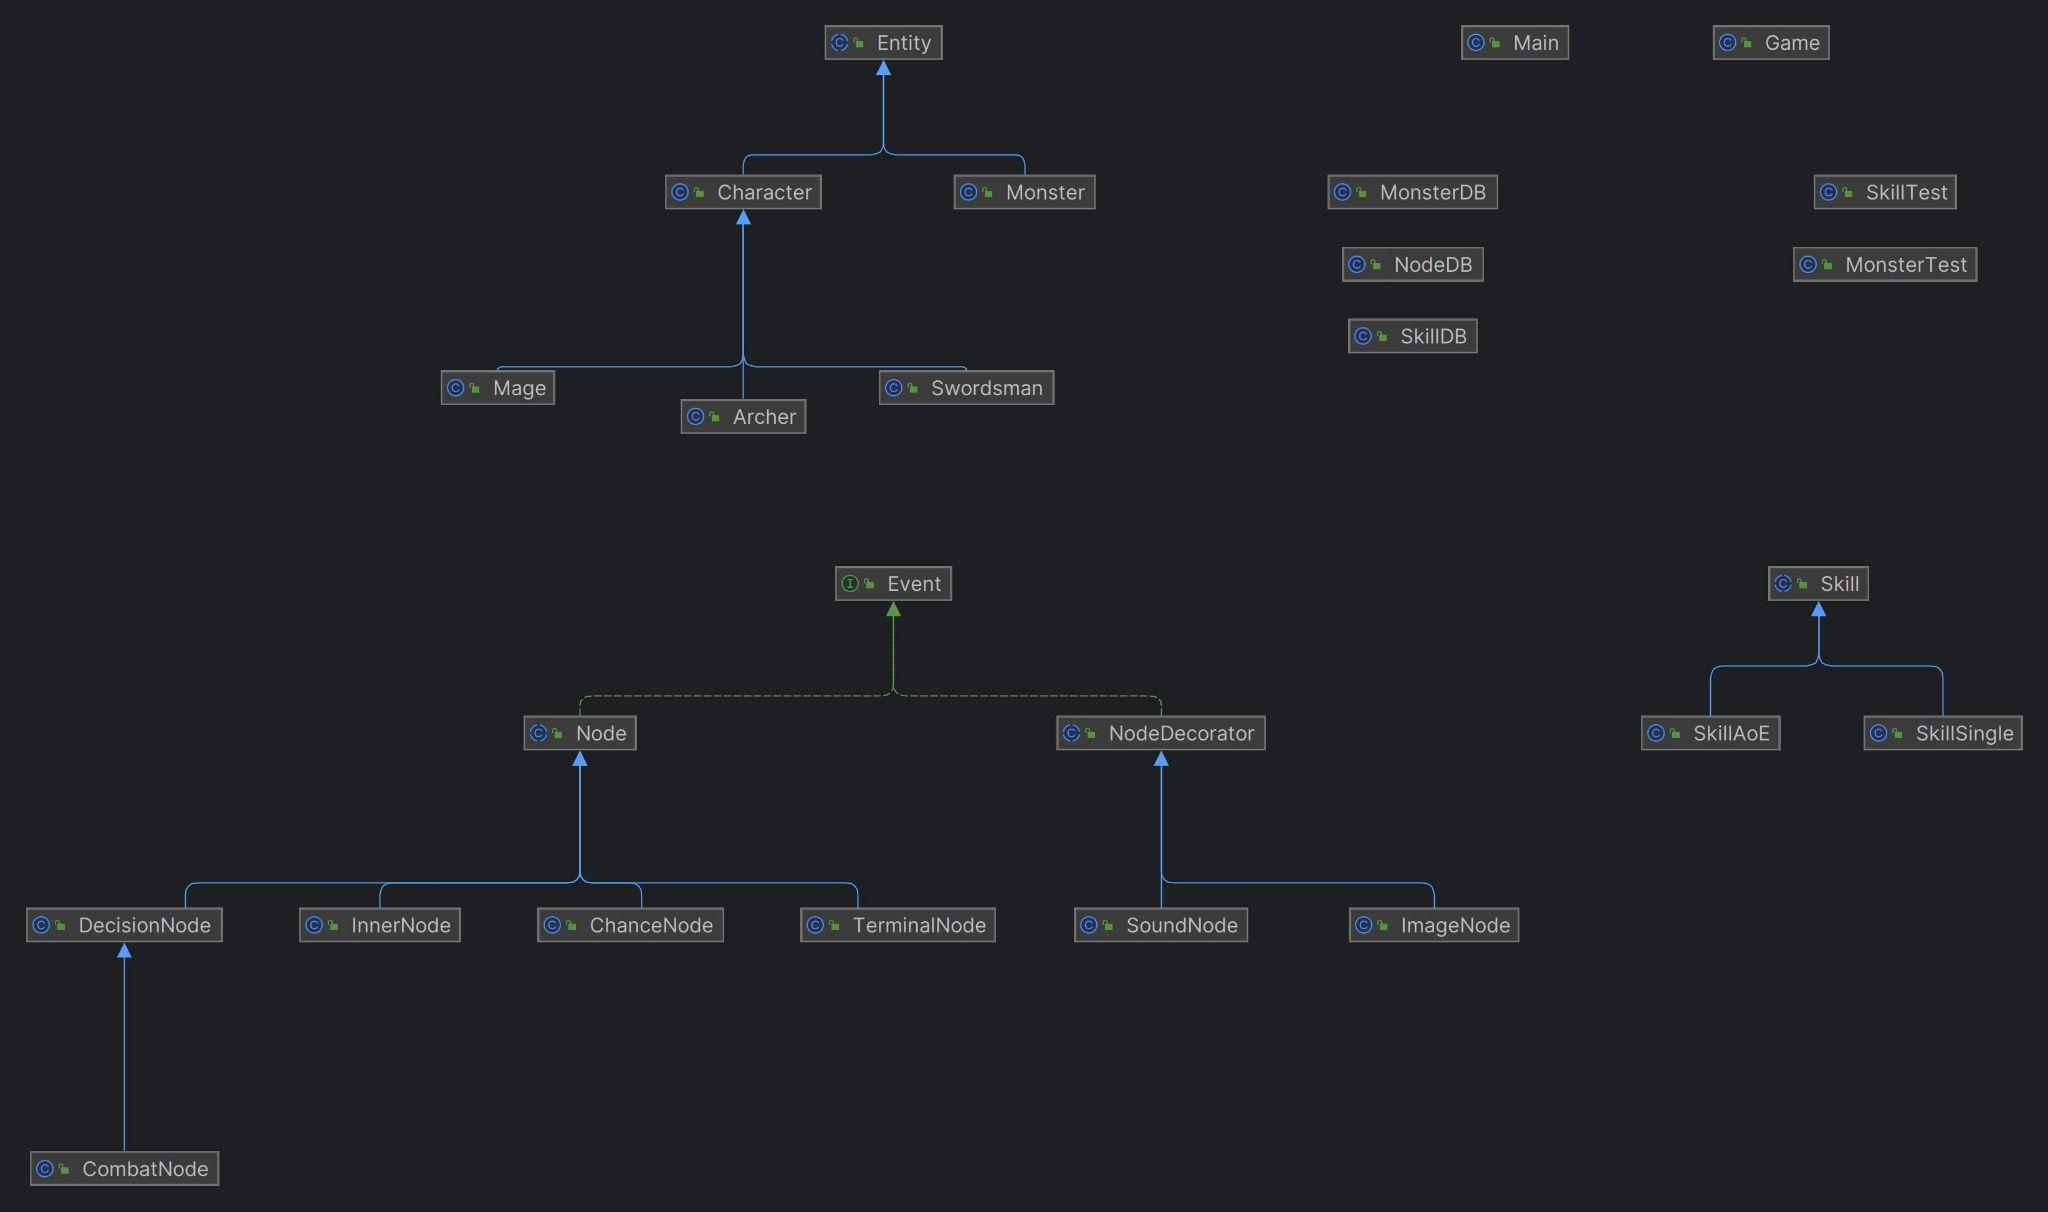 Entity
Main
Game
Character
Monster
MonsterDB
SkillTest
NodeDB
MonsterTest
SkillDB
Mage
Swordsman
Archer
Event
Skill
Node
NodeDecorator
SkillAoE
SkillSingle
DecisionNode
InnerNode
ChanceNode
TerminalNode
SoundNode
ImageNode
CombatNode